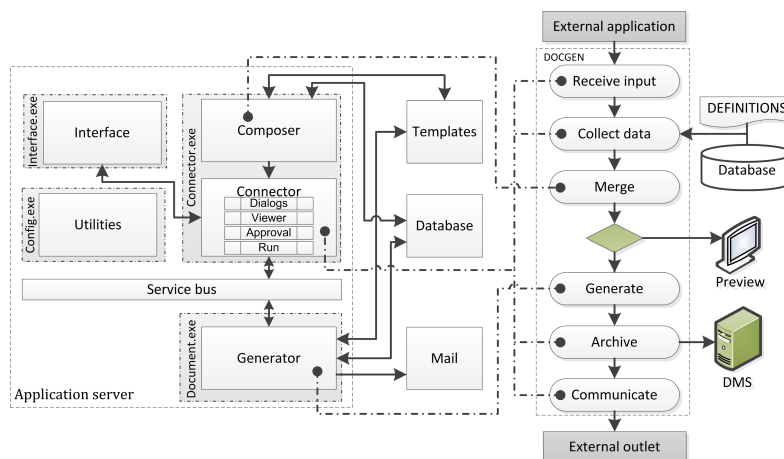 External application
DOCGEN
Receive input
Collect data
Merge
Generate
Archive
Communicate
External outlet
DEFINITIONS
Database
Preview
DMS
Interface.exe
Interface
Config.exe
Utilities
Connector.exe
Composer
Connector
Dialogs
Viewer
Approval
Run
Service bus
Document.exe
Generator
Application server
Templates
Database
Mail